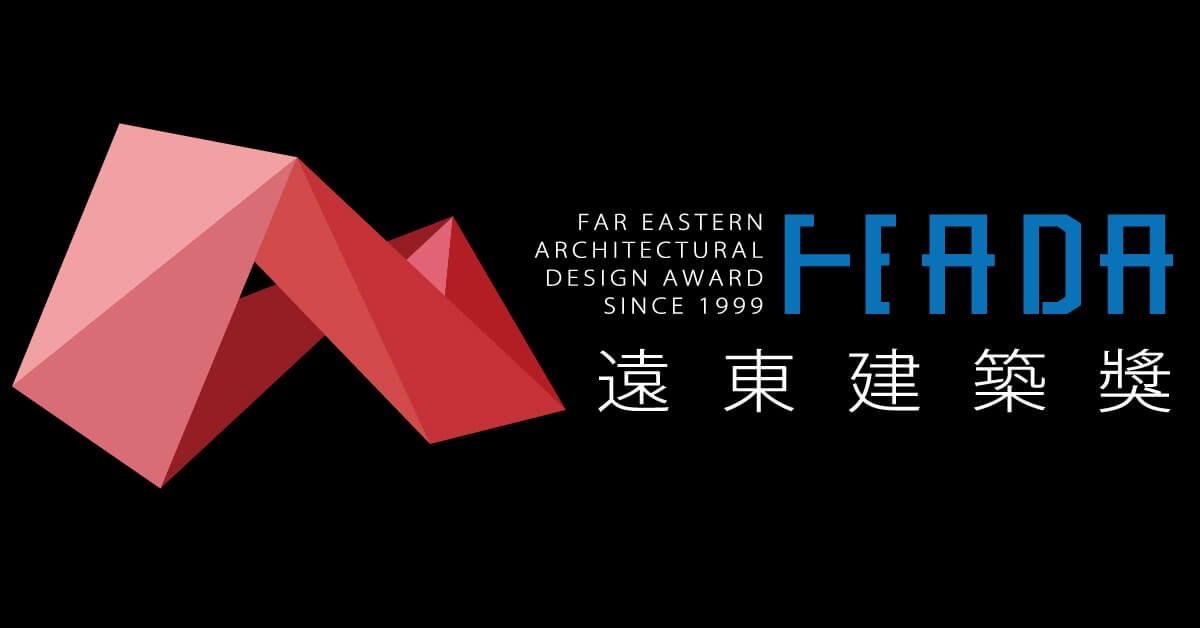 FAR EASTERN
ARCHITECTURAL
DESIGN AWARD
SINCE 1999
FEADA
遠東建築獎